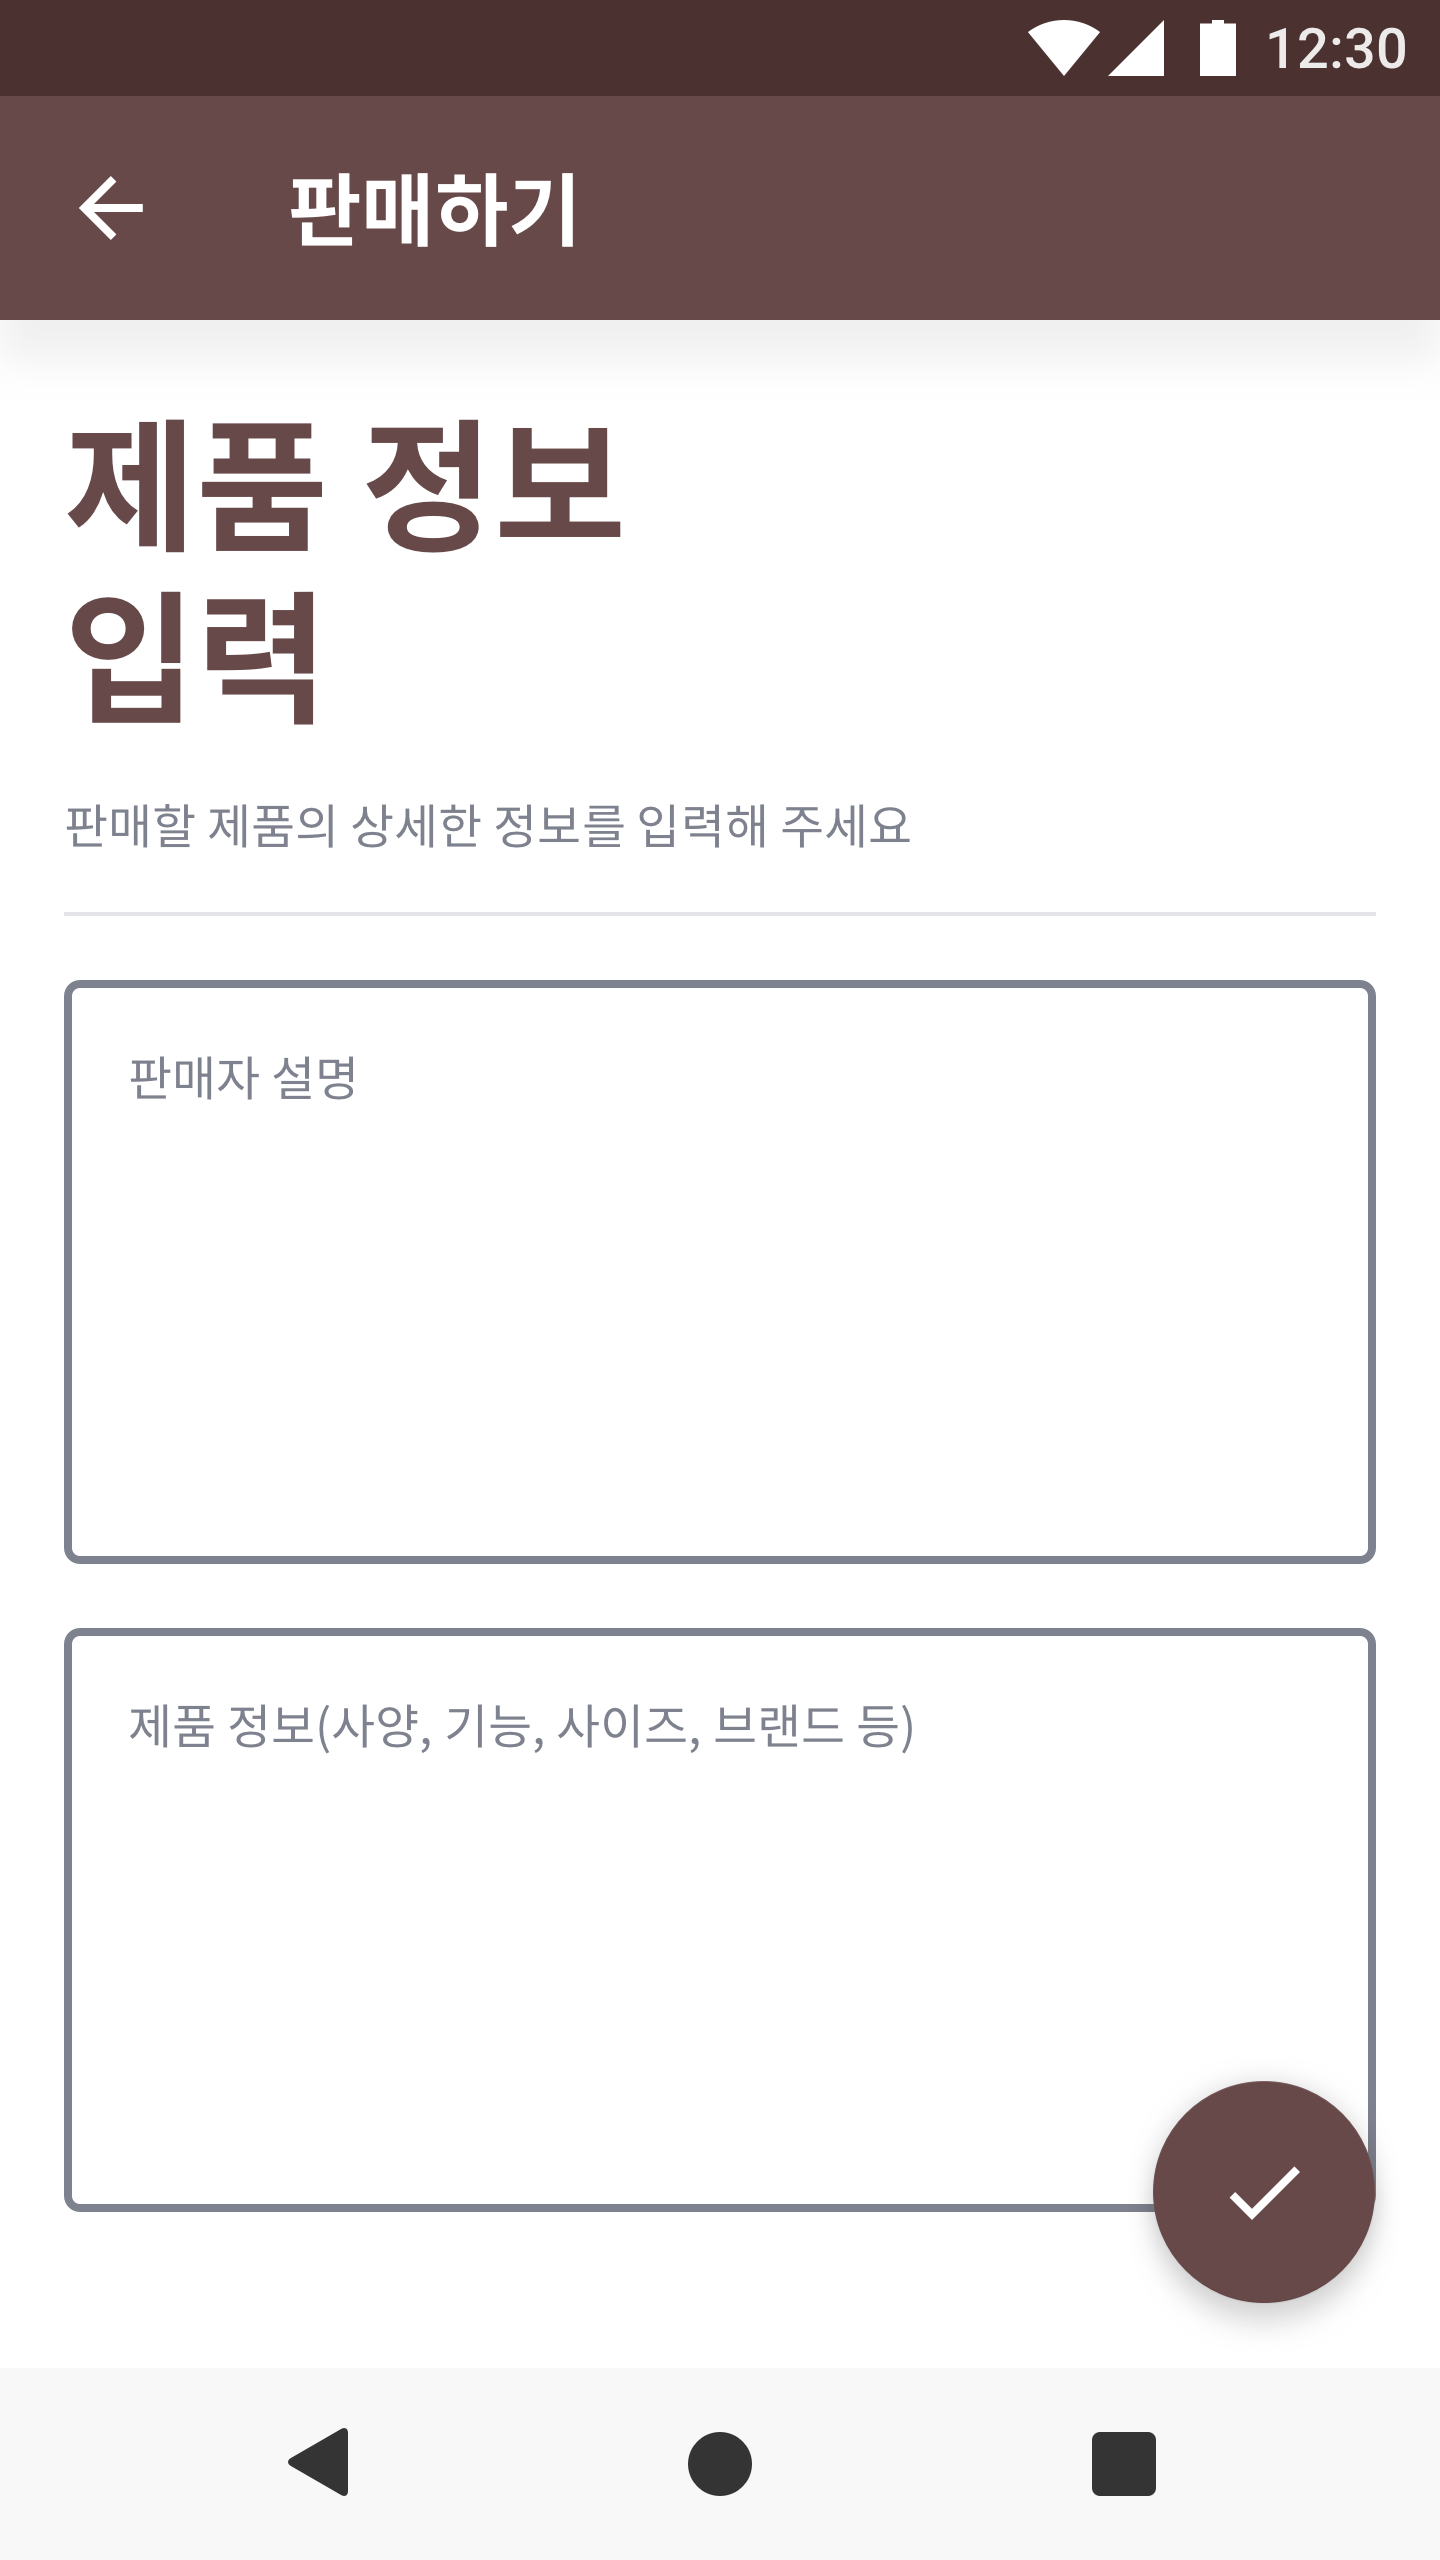 12:30
판매하기
제품 정보
입력
판매할 제품의 상세한 정보를 입력해 주세요
판매자 설명
제품 정보(사양, 기능, 사이즈, 브랜드 등)